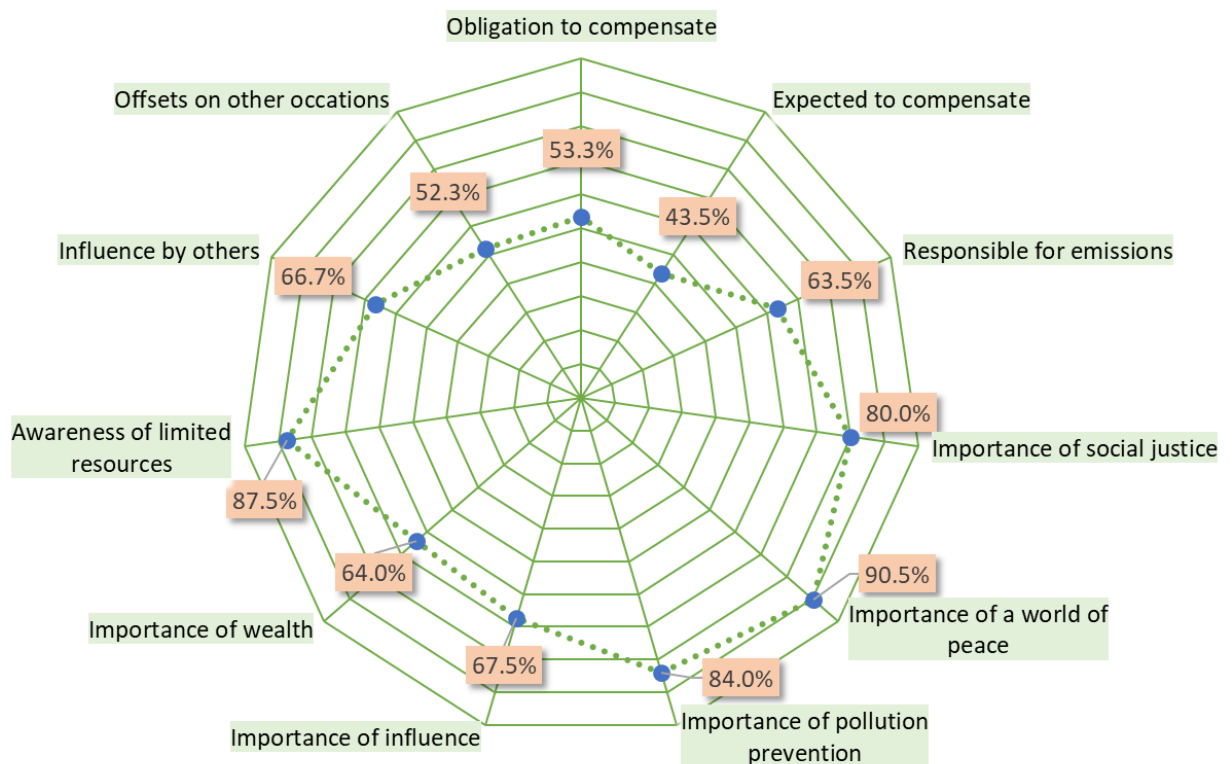 Obligation to compensate
53.3%
Expected to compensate
43.5%
Responsible for emissions
63.5%
Importance of social justice
80.0%
Importance of a world of
peace
90.5%
Importance of pollution
prevention
84.0%
Importance of influence
67.5%
Importance of wealth
64.0%
Awareness of limited
resources
87.5%
Influence by others
66.7%
Offsets on other occations
52.3%